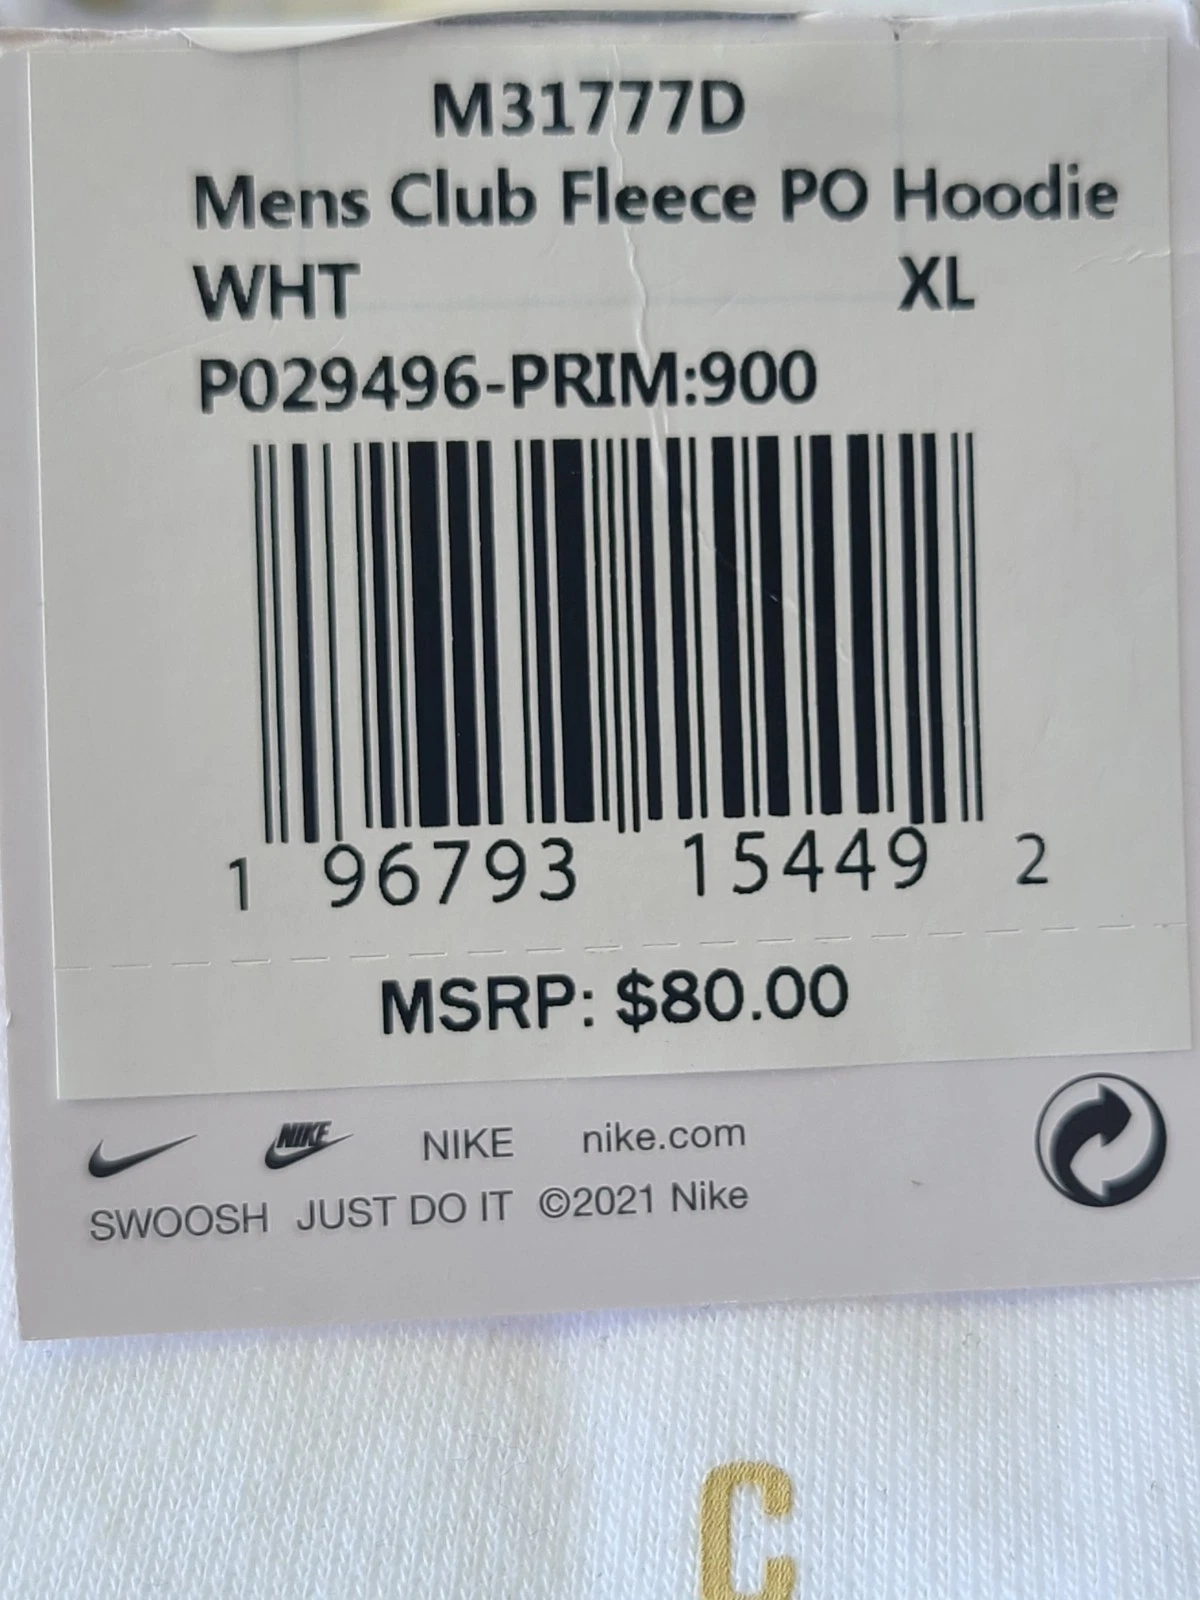 M31777D
Mens Club Fleece PO Hoodie
WHT XL
P029496-PRIM:900
1 96793 15449 2
MSRP: $80.00
NIKE NIKE nike.com
SWOOSH JUST DO IT ©2021 Nike
C